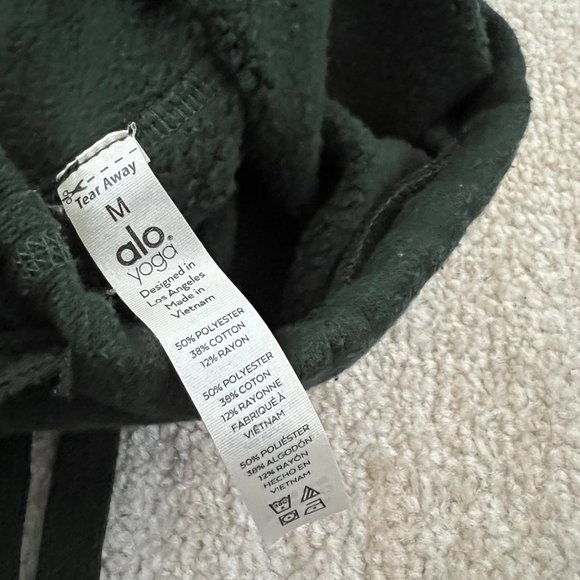 Tear Away
M
alo
yoga
Designed in
Los Angeles
Made in
Vietnam
50% POLYESTER
38% COTTON
12% RAYON
50% POLYESTER
38% COTON
12% RAYONNE
FABRIQUÉ À
VIÊTNAM
50% POLIÉSTER
38% ALGODÓN
12% RAYÓN
HECHO EN
VIETNAM